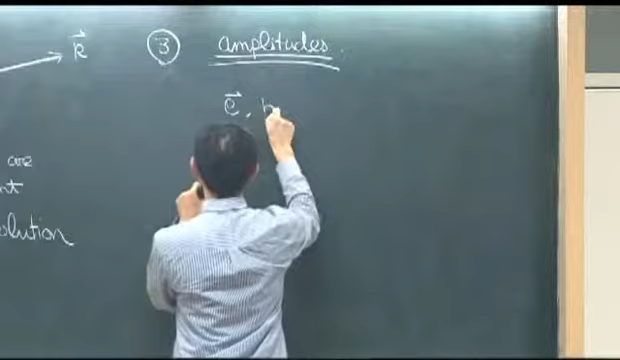 k⃗
③ amplitudes
e⃗, h
are
nt
olution